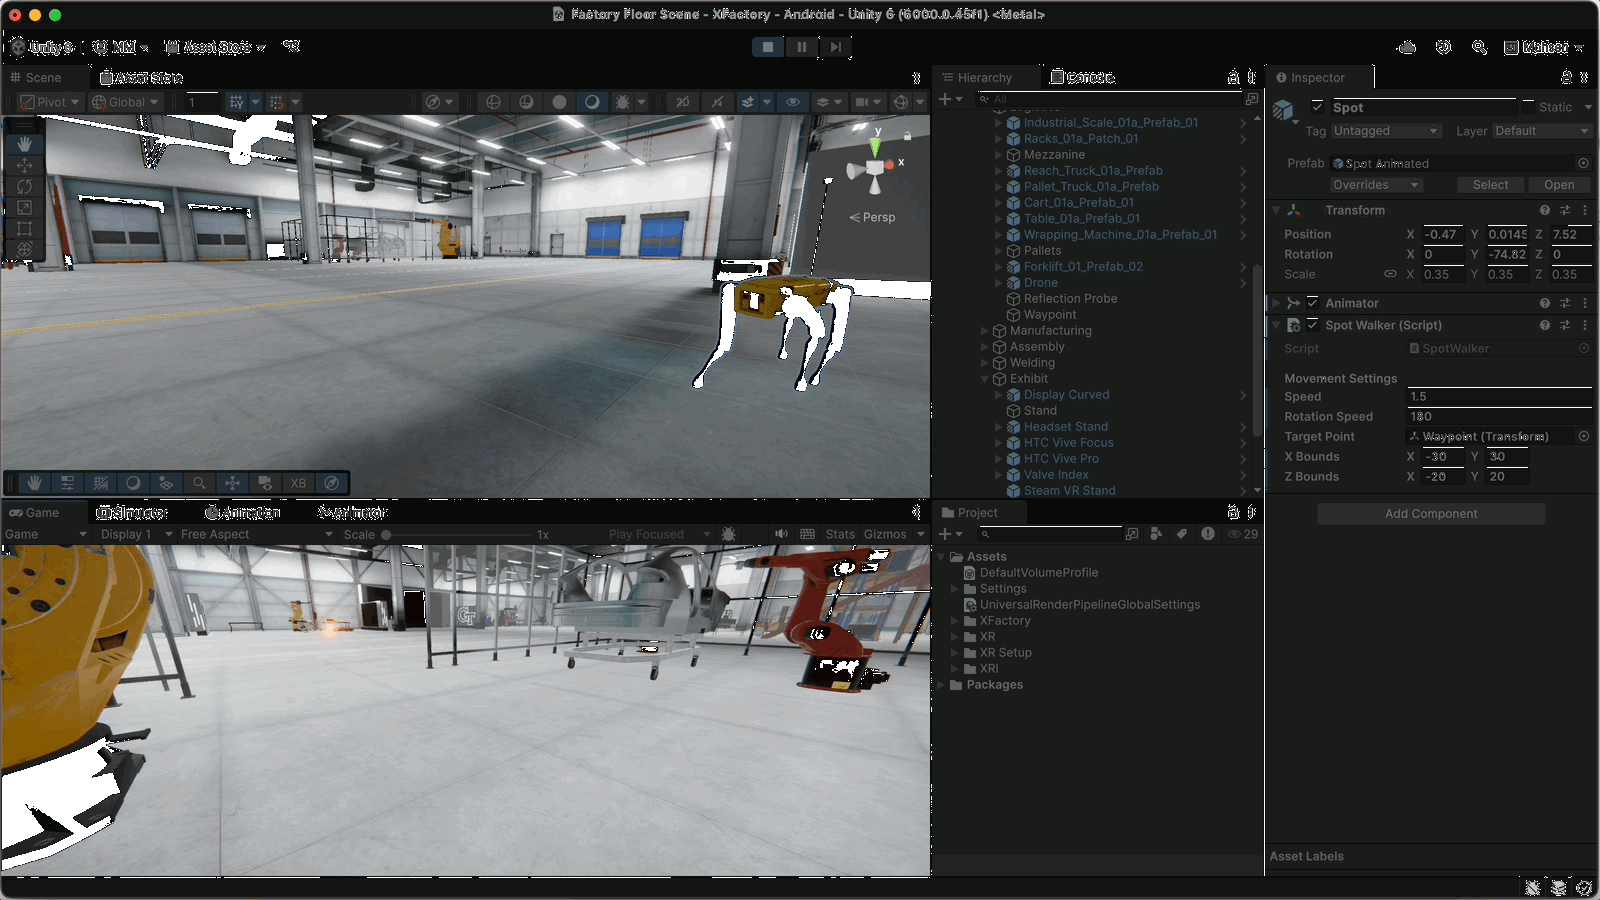 Factory Floor Scene - XFactory - Android - Unity 6 (6000.0.45f1) <Metal>
Unity 6 Asset Store
Scene Asset Store
Pivot Global 1
y
x
Persp
XB
Game Simulator Animation Animator
Game Display 1 Free Aspect Scale 1x Play Focused Stats Gizmos
GT
Hierarchy Console
All
Logistics
Industrial_Scale_01a_Prefab_01
Racks_01a_Patch_01
Mezzanine
Reach_Truck_01a_Prefab
Pallet_Truck_01a_Prefab
Cart_01a_Prefab_01
Table_01a_Prefab_01
Wrapping_Machine_01a_Prefab_01
Pallets
Forklift_01_Prefab_02
Drone
Reflection Probe
Waypoint
Manufacturing
Assembly
Welding
Exhibit
Display Curved
Stand
Headset Stand
HTC Vive Focus
HTC Vive Pro
Valve Index
Steam VR Stand
Project
29
Assets
DefaultVolumeProfile
Settings
UniversalRenderPipelineGlobalSettings
XFactory
XR
XR Setup
XRI
Packages
Inspector
Spot Static
Tag Untagged Layer Default
Prefab Spot Animated
Overrides Select Open
Transform
Position X -0.47 Y 0.0145 Z 7.52
Rotation X 0 Y -74.82 Z 0
Scale X 0.35 Y 0.35 Z 0.35
Animator
Spot Walker (Script)
Script SpotWalker
Movement Settings
Speed 1.5
Rotation Speed 180
Target Point Waypoint (Transform)
X Bounds X -30 Y 30
Z Bounds X -20 Y 20
Add Component
Asset Labels